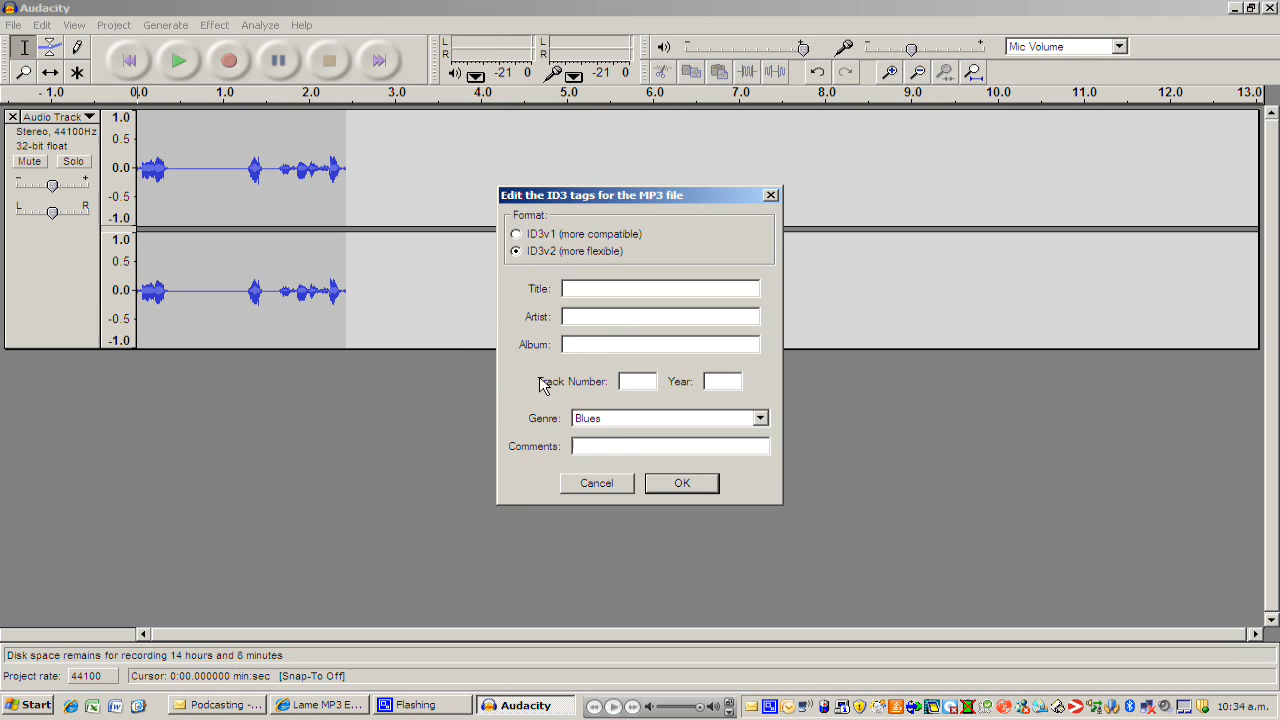 Audacity
File Edit View Project Generate Effect Analyze Help
L R -21 0 L R -21 0
- + - + Mic Volume
-1.0 0.0 1.0 2.0 3.0 4.0 5.0 6.0 7.0 8.0 9.0 10.0 11.0 12.0 13.0
Audio Track
Stereo, 44100Hz
32-bit float
Mute Solo
- +
L R
1.0
0.5
0.0
-0.5
-1.0
1.0
0.5
0.0
-0.5
-1.0
Edit the ID3 tags for the MP3 file
Format:
ID3v1 (more compatible)
ID3v2 (more flexible)
Title:
Artist:
Album:
Track Number: Year:
Genre: Blues
Comments:
Cancel OK
Disk space remains for recording 14 hours and 8 minutes
Project rate: 44100 Cursor: 0:00.000000 min:sec [Snap-To Off]
Start Podcasting -... Lame MP3 E... Flashing Audacity 10:34 a.m.